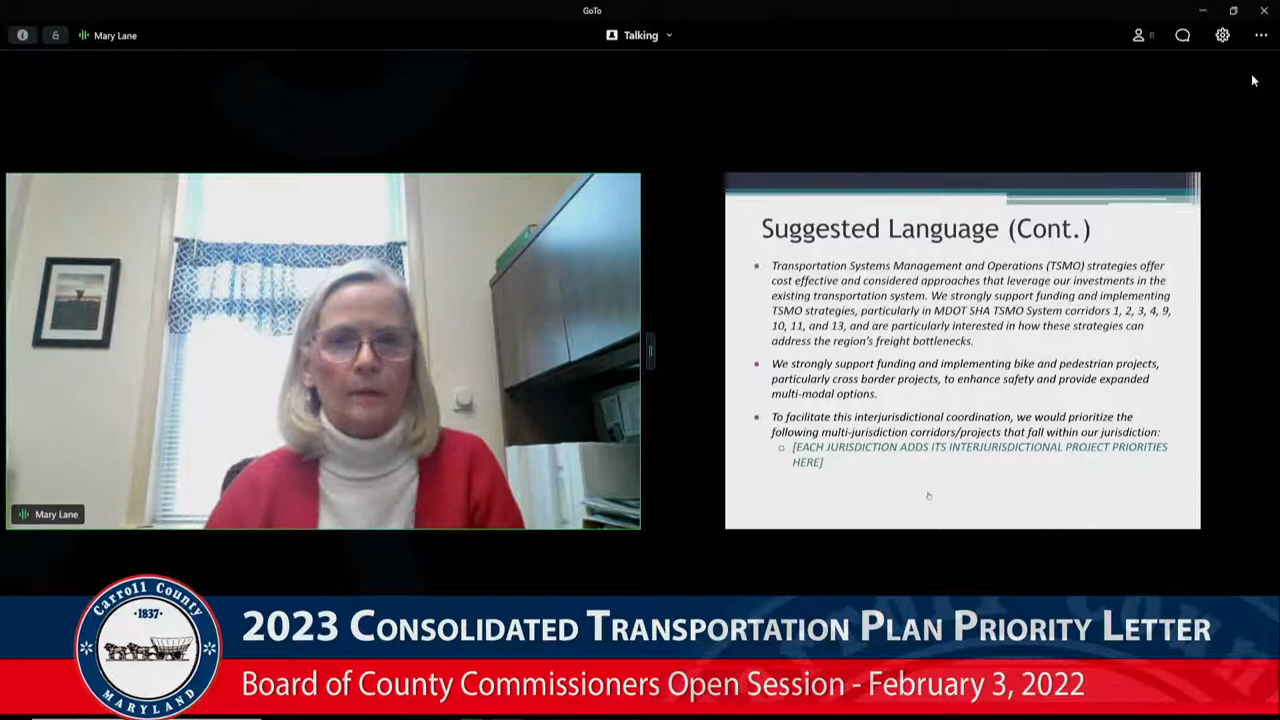 GoTo
Mary Lane
Talking
8
Mary Lane
Suggested Language (Cont.)
• Transportation Systems Management and Operations (TSMO) strategies offer
cost effective and considered approaches that leverage our investments in the
existing transportation system. We strongly support funding and implementing
TSMO strategies, particularly in MDOT SHA TSMO System corridors 1, 2, 3, 4, 9,
10, 11, and 13, and are particularly interested in how these strategies can
address the region's freight bottlenecks.
• We strongly support funding and implementing bike and pedestrian projects,
particularly cross border projects, to enhance safety and provide expanded
multi-modal options.
• To facilitate this interjurisdictional coordination, we would prioritize the
following multi-jurisdiction corridors/projects that fall within our jurisdiction:
o [EACH JURISDICTION ADDS ITS INTERJURISDICTIONAL PROJECT PRIORITIES
HERE]
Carroll County
·1837·
MARYLAND
2023 CONSOLIDATED TRANSPORTATION PLAN PRIORITY LETTER
Board of County Commissioners Open Session - February 3, 2022